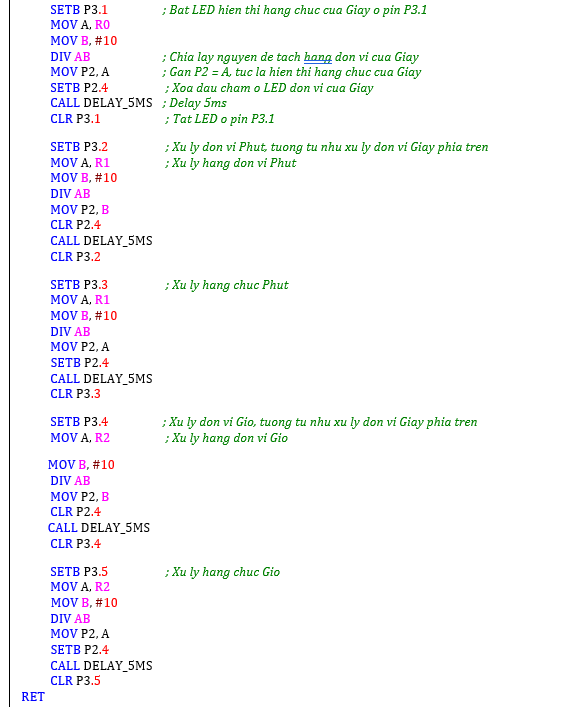 SETB P3.1 ; Bat LED hien thi hang chuc cua Giay o pin P3.1
MOV A, R0
MOV B, #10
DIV AB ; Chia lay nguyen de tach hang don vi cua Giay
MOV P2, A ; Gan P2 = A, tuc la hien thi hang chuc cua Giay
SETB P2.4 ; Xoa dau cham o LED don vi cua Giay
CALL DELAY_5MS ; Delay 5ms
CLR P3.1 ; Tat LED o pin P3.1
SETB P3.2 ; Xu ly don vi Phut, tuong tu nhu xu ly don vi Giay phia tren
MOV A, R1 ; Xu ly hang don vi Phut
MOV B, #10
DIV AB
MOV P2, B
CLR P2.4
CALL DELAY_5MS
CLR P3.2
SETB P3.3 ; Xu ly hang chuc Phut
MOV A, R1
MOV B, #10
DIV AB
MOV P2, A
SETB P2.4
CALL DELAY_5MS
CLR P3.3
SETB P3.4 ; Xu ly don vi Gio, tuong tu nhu xu ly don vi Giay phia tren
MOV A, R2 ; Xu ly hang don vi Gio
MOV B, #10
DIV AB
MOV P2, B
CLR P2.4
CALL DELAY_5MS
CLR P3.4
SETB P3.5 ; Xu ly hang chuc Gio
MOV A, R2
MOV B, #10
DIV AB
MOV P2, A
SETB P2.4
CALL DELAY_5MS
CLR P3.5
RET